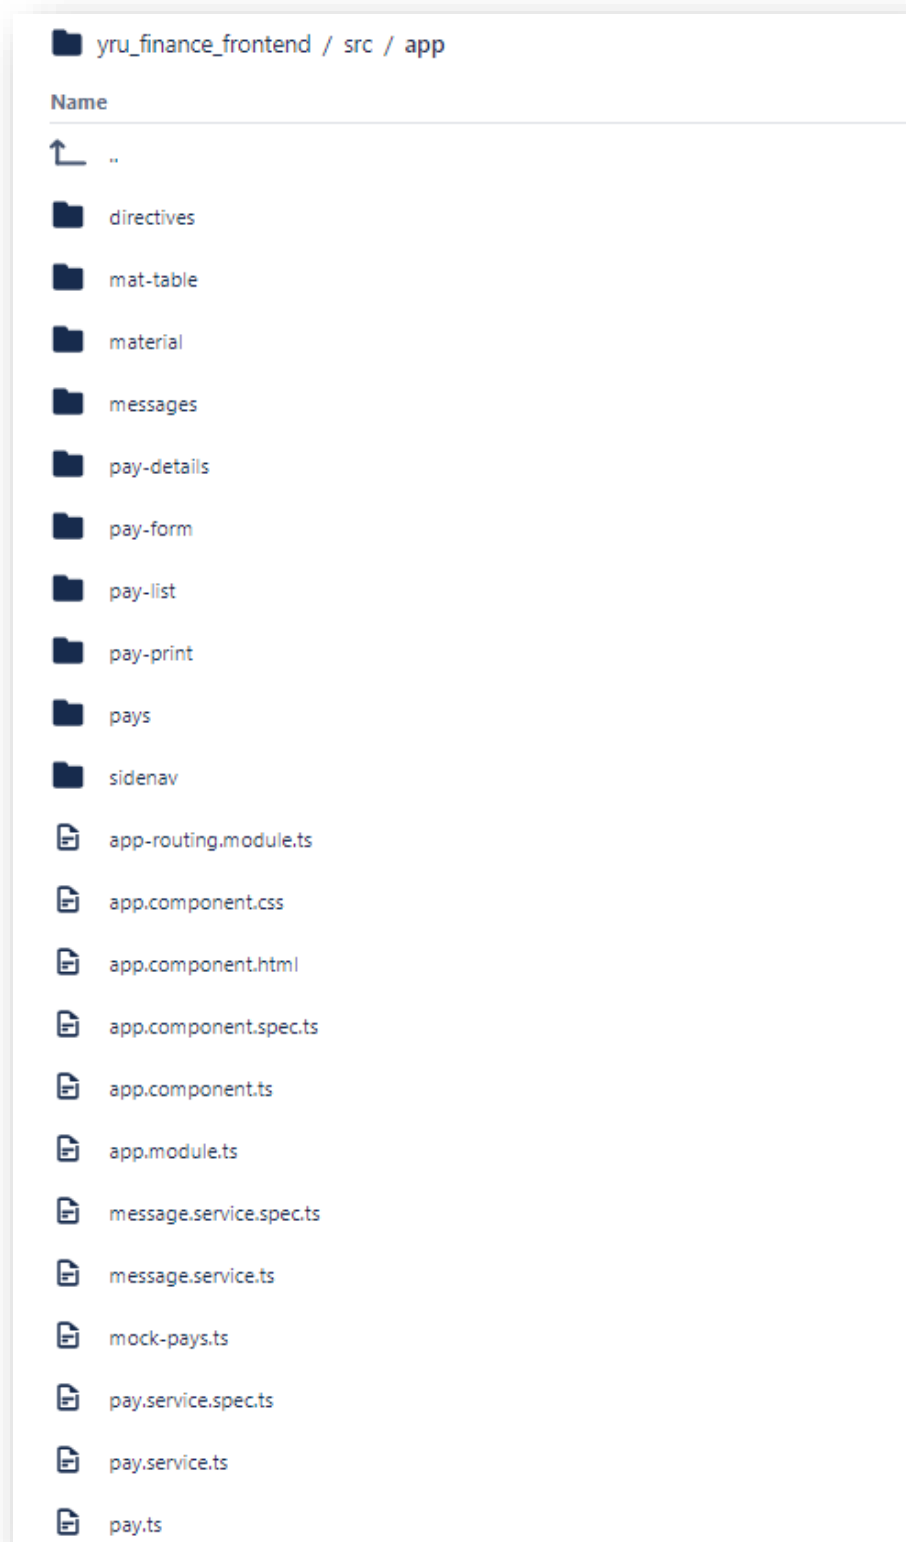 yru_finance_frontend / src / app
Name
..
directives
mat-table
material
messages
pay-details
pay-form
pay-list
pay-print
pays
sidenav
app-routing.module.ts
app.component.css
app.component.html
app.component.spec.ts
app.component.ts
app.module.ts
message.service.spec.ts
message.service.ts
mock-pays.ts
pay.service.spec.ts
pay.service.ts
pay.ts